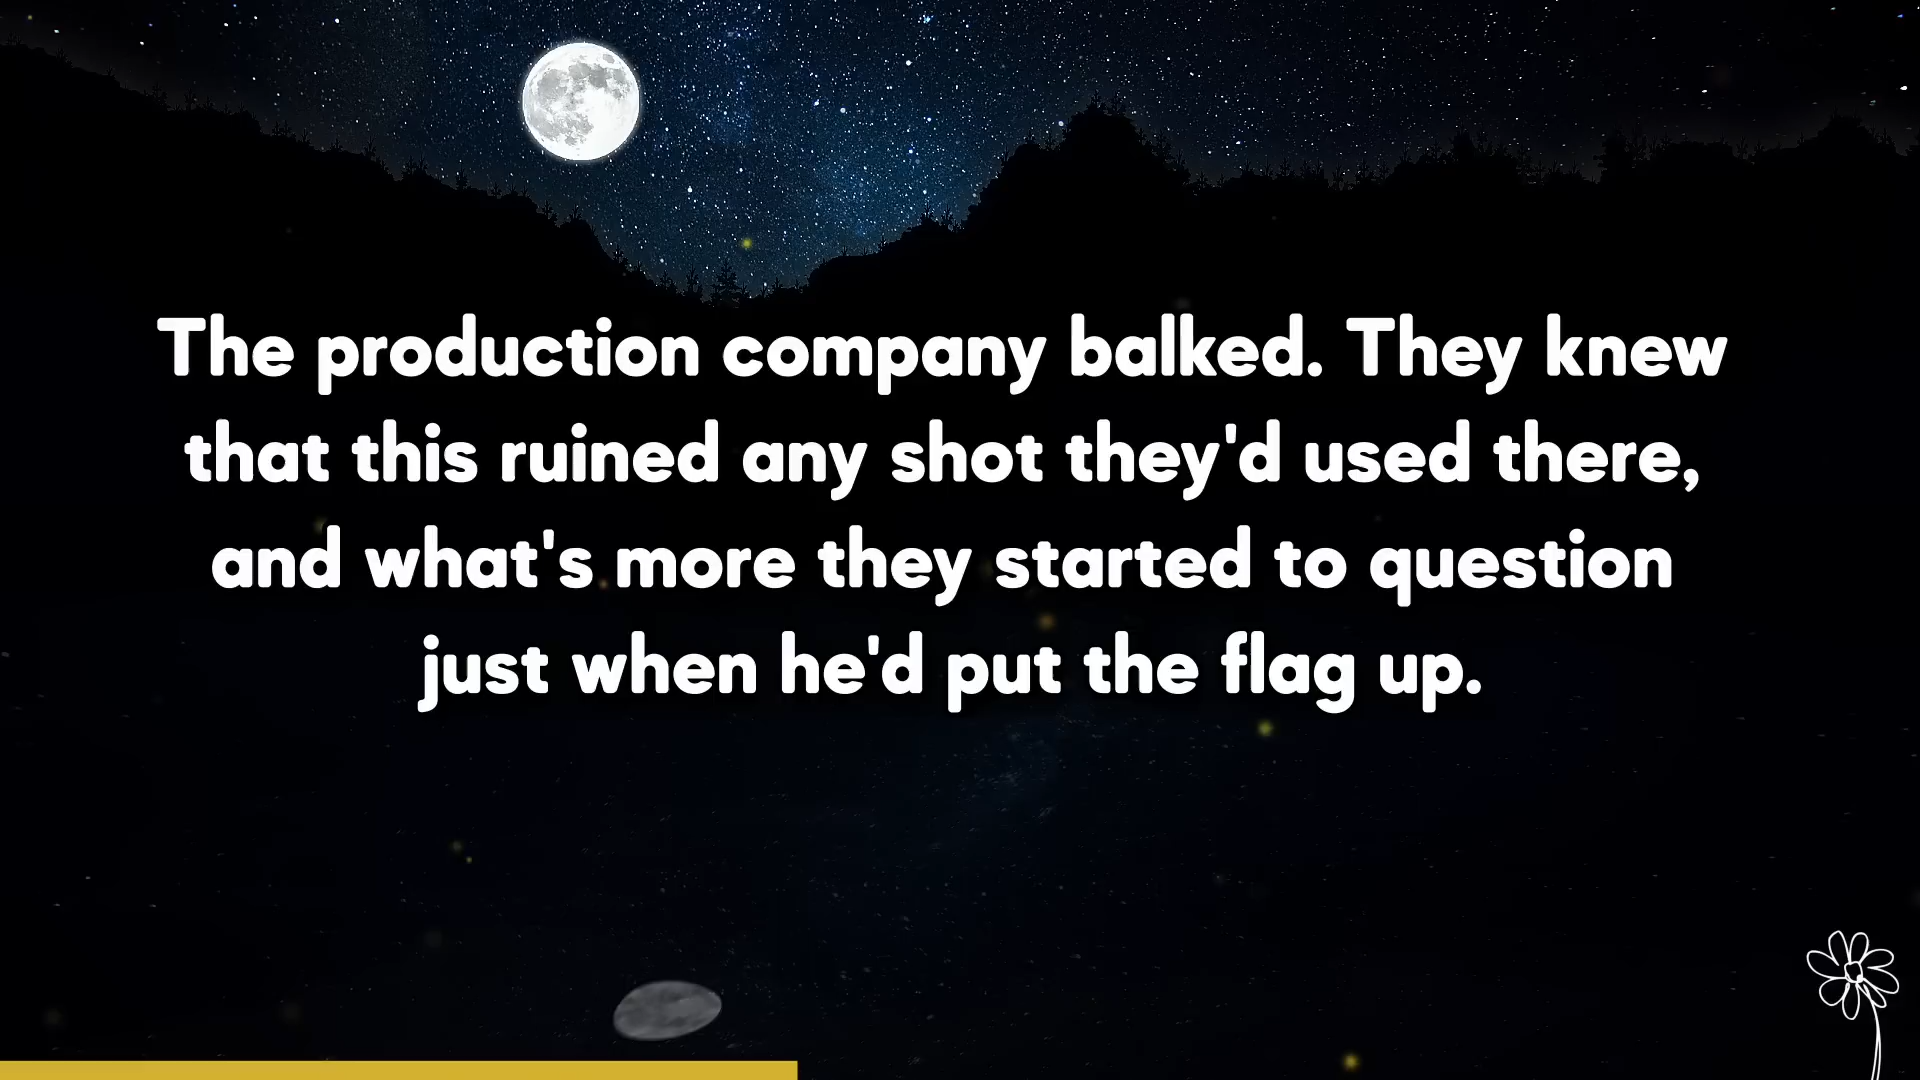 The production company balked. They knew
that this ruined any shot they'd used there,
and what's more they started to question
just when he'd put the flag up.